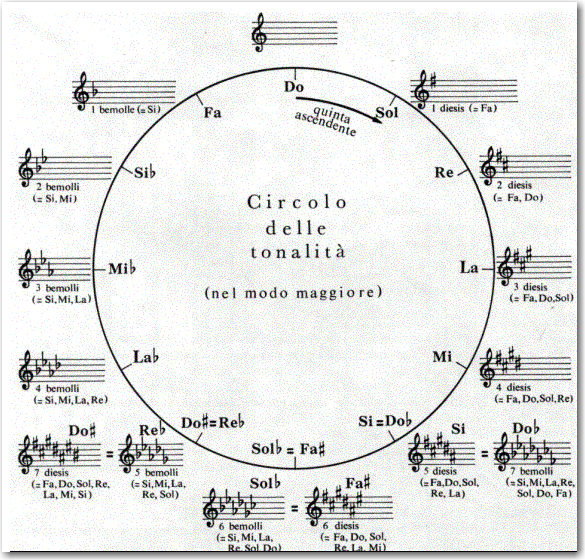 Do
quinta
ascendente
Sol
1 diesis (= Fa)
Re
2 diesis
(= Fa, Do)
La
3 diesis
(= Fa,Do,Sol)
Mi
4 diesis
(= Fa,Do,Sol,Re)
Si=Do♭
Si = Do♭
5 diesis
(= Fa,Do,Sol,
Re, La)
7 bemolli
(= Si,Mi,La,Re,
Sol, Do, Fa)
Sol♭ = Fa♯
Sol♭ = Fa♯
6 bemolli
(= Si, Mi, La,
Re, Sol, Do)
6 diesis
(= Fa, Do, Sol,
Re, La, Mi)
Do♯=Re♭
Do♯ = Re♭
7 diesis
(= Fa, Do, Sol, Re,
La, Mi, Si)
5 bemolli
(= Si,Mi,La,
Re, Sol)
La♭
4 bemolli
(= Si,Mi,La,Re)
Mi♭
3 bemolli
(= Si,Mi,La)
Si♭
2 bemolli
(= Si, Mi)
Fa
1 bemolle (= Si)
Circolo
delle
tonalità
(nel modo maggiore)